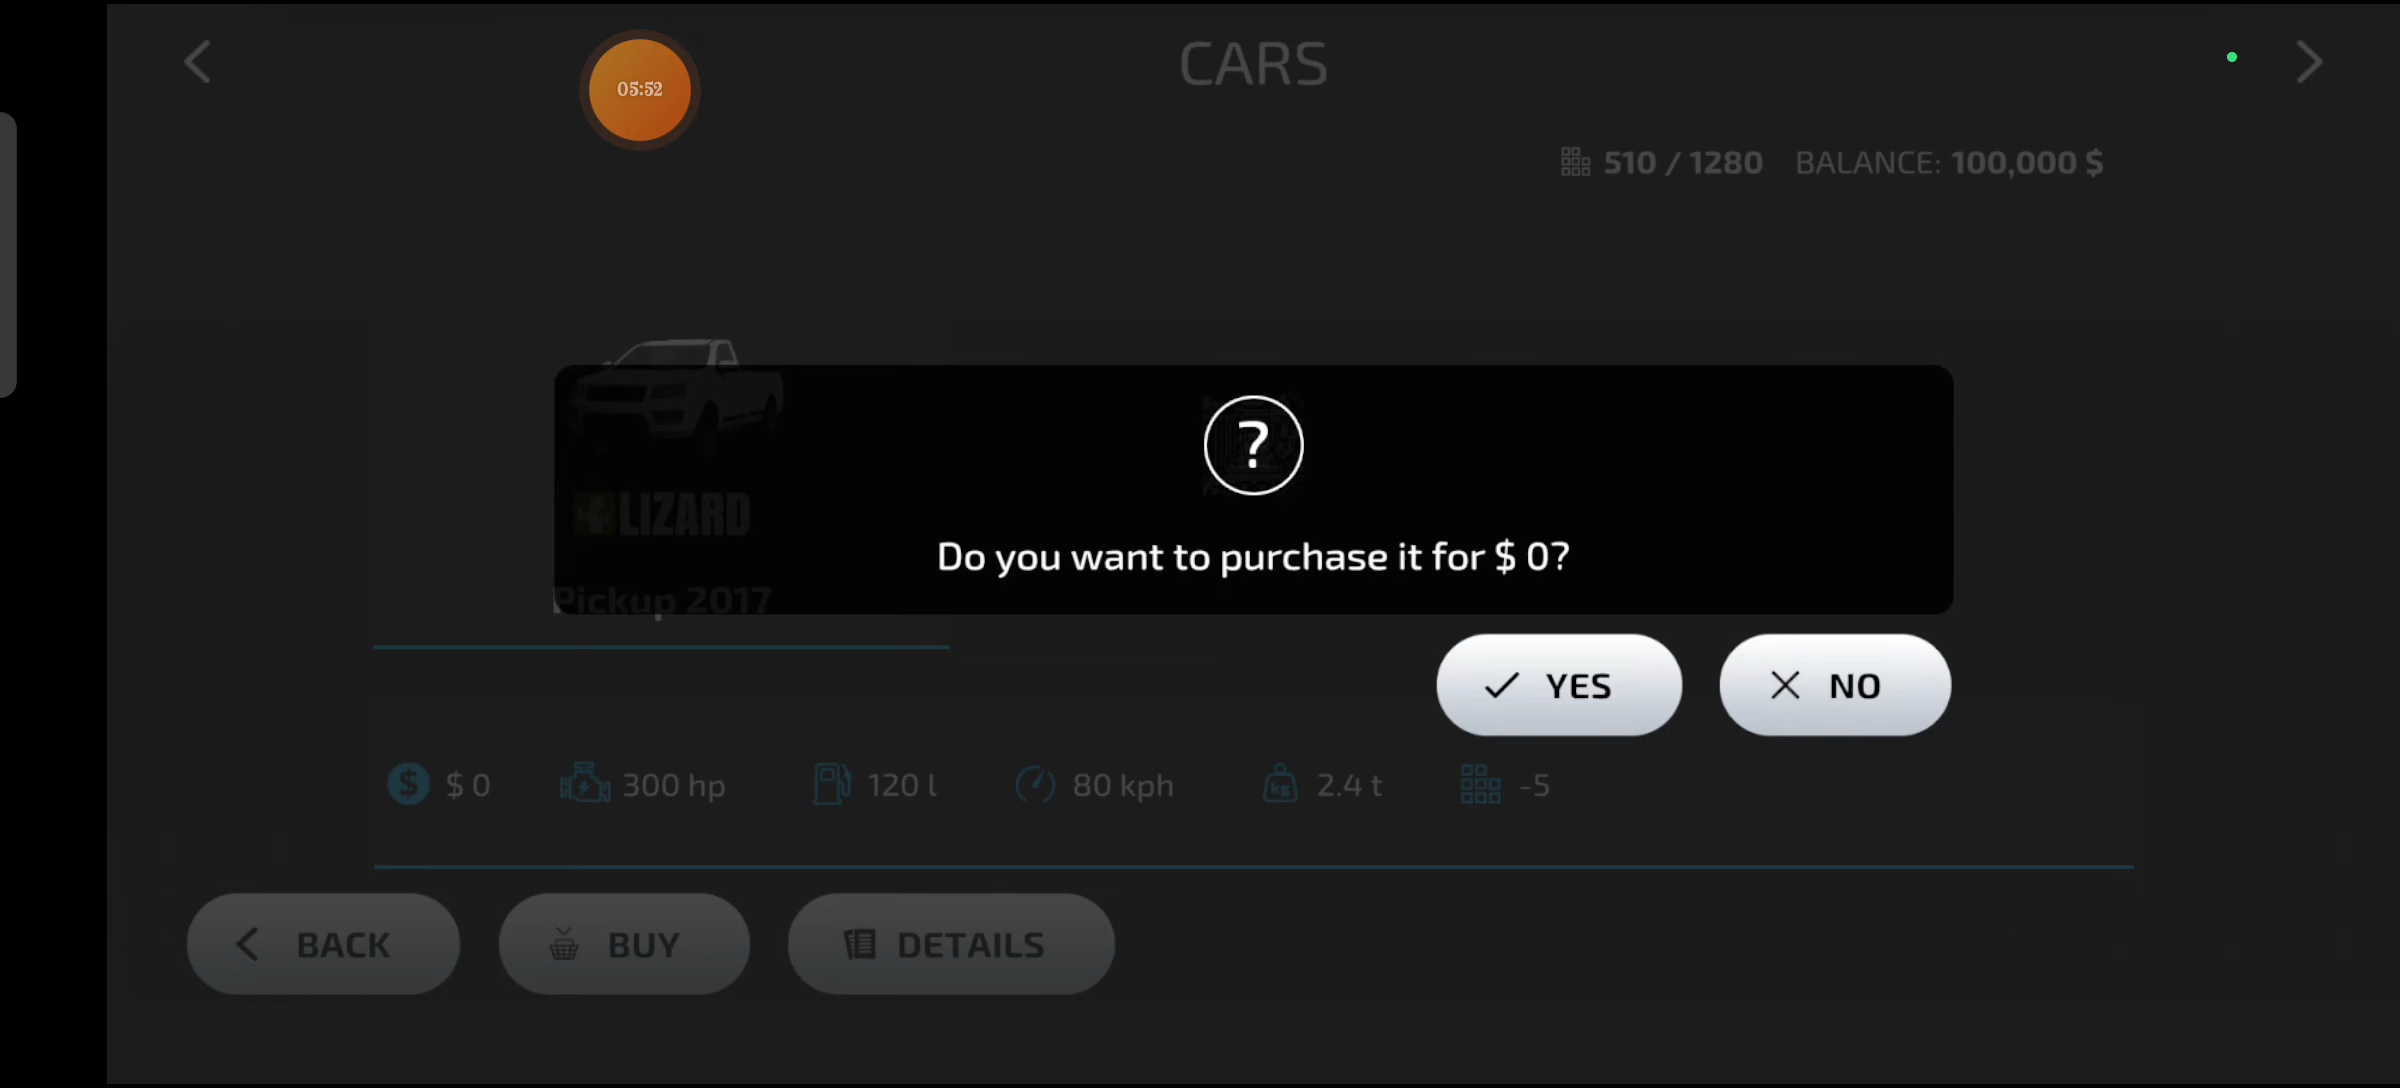 05:52
CARS
510 / 1280 BALANCE: 100,000 $
?
LIZARD
Do you want to purchase it for $ 0?
Pickup 2017
YES NO
$ $ 0 300 hp 120 l 80 kph kg 2.4 t -5
BACK BUY DETAILS